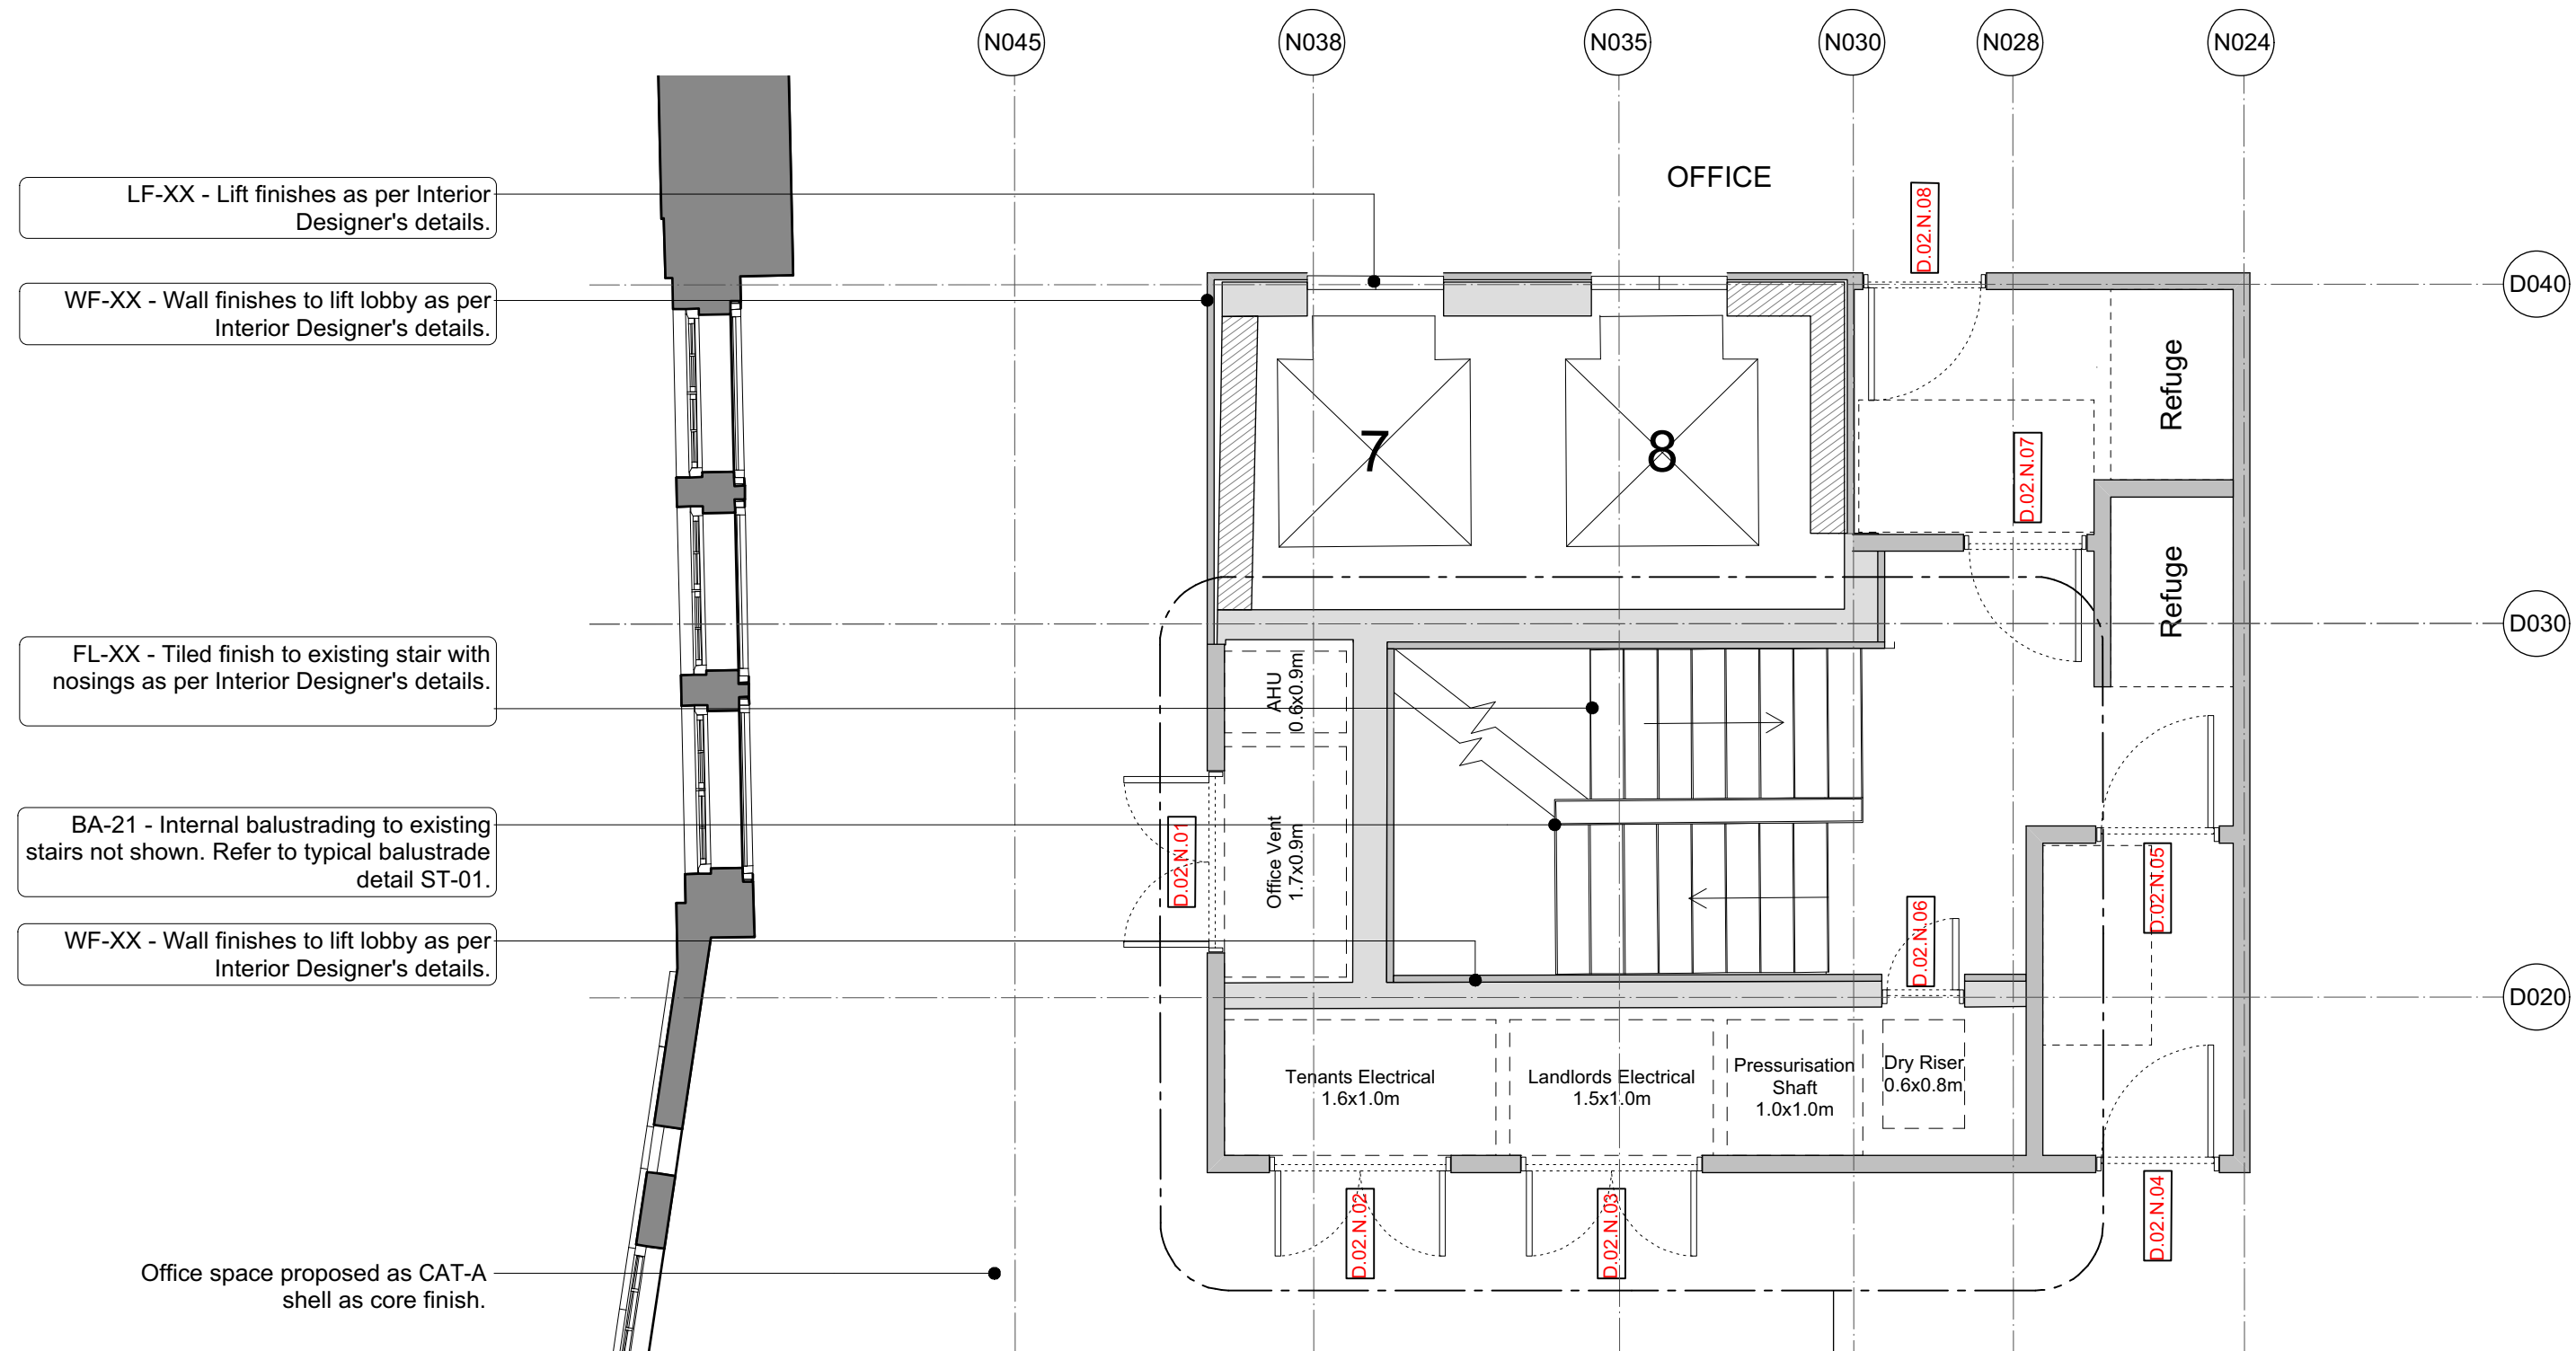 N045
N038
N035
N030
N028
N024
OFFICE
D.02.N.08
LF-XX - Lift finishes as per Interior
Designer's details.
D040
WF-XX - Wall finishes to lift lobby as per
Interior Designer's details.
Refuge
7
8
D.02.N.07
Refuge
D030
FL-XX - Tiled finish to existing stair with
nosings as per Interior Designer's details.
AHU
0.6x0.9m
BA-21 - Internal balustrading to existing
stairs not shown. Refer to typical balustrade
detail ST-01.
D.02.N.01
Office Vent
1.7x0.9m
D.02.N.05
D.02.N.06
WF-XX - Wall finishes to lift lobby as per
Interior Designer's details.
D020
Tenants Electrical
1.6x1.0m
Landlords Electrical
1.5x1.0m
Pressurisation
Shaft
1.0x1.0m
Dry Riser
0.6x0.8m
D.02.N.02
D.02.N.03
D.02.N.04
Office space proposed as CAT-A
shell as core finish.